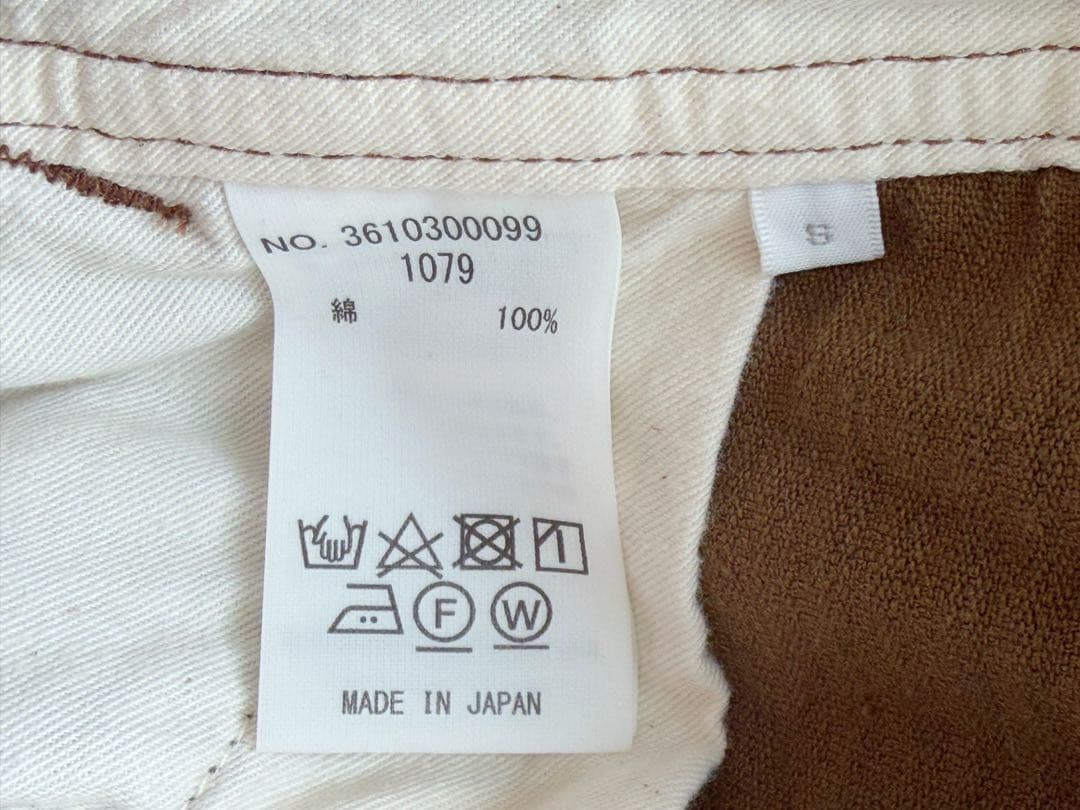 NO. 3610300099
1079
綿 100%
F W
MADE IN JAPAN
S